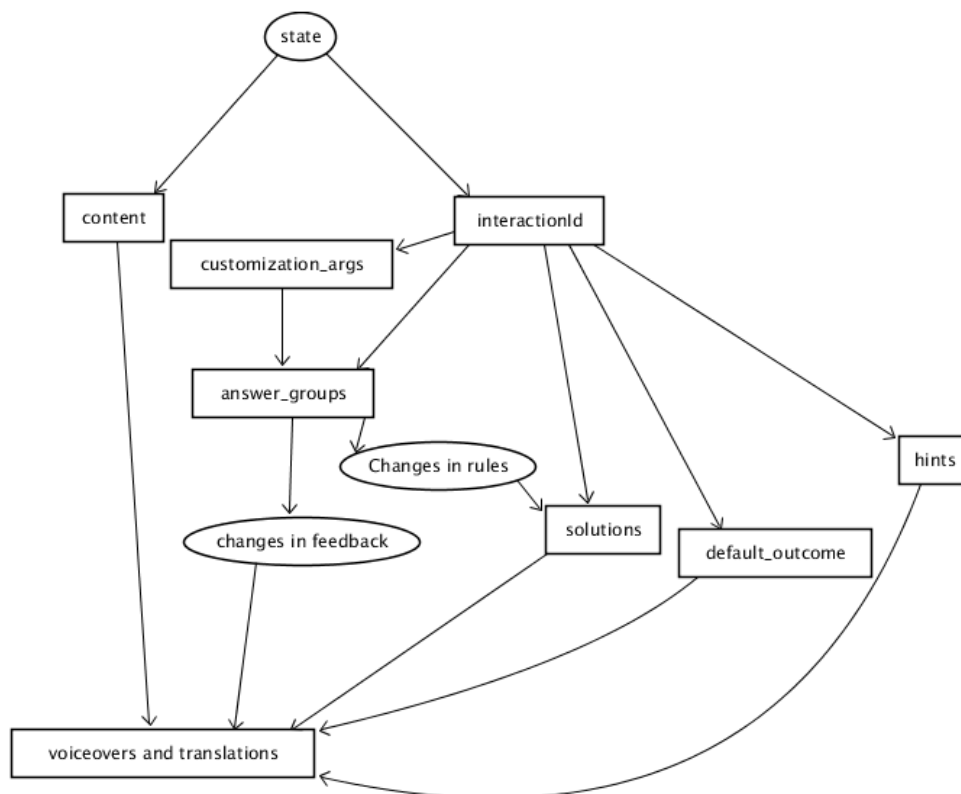 state
content
interactionId
customization_args
answer_groups
Changes in rules
hints
solutions
changes in feedback
default_outcome
voiceovers and translations